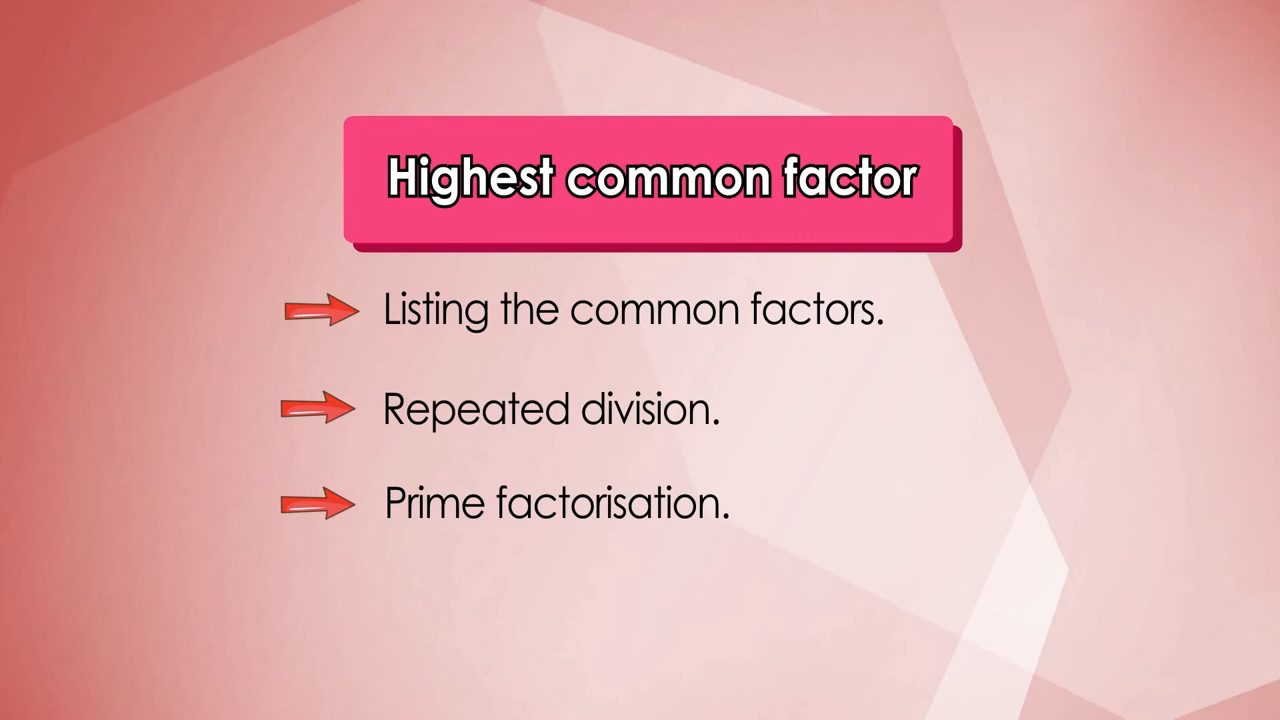 Highest common factor
Listing the common factors.
Repeated division.
Prime factorisation.